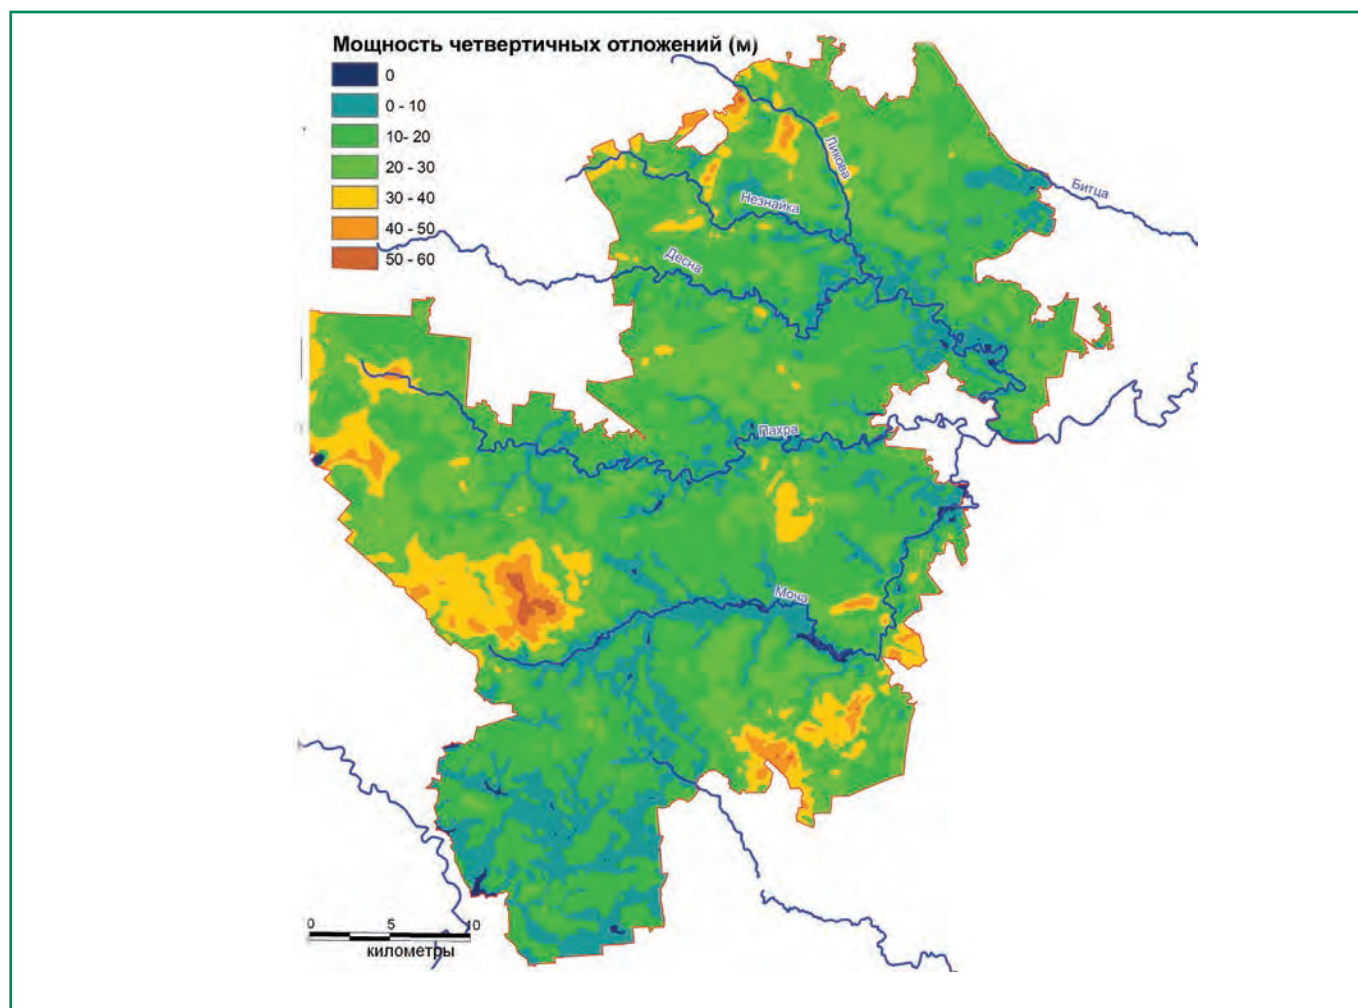 Мощность четвертичных отложений (м)
0
0 - 10
10- 20
20 - 30
30 - 40
40 - 50
50 - 60
Ликова
Битца
Незнайка
Десна
Пахра
Моча
0 5 10
километры